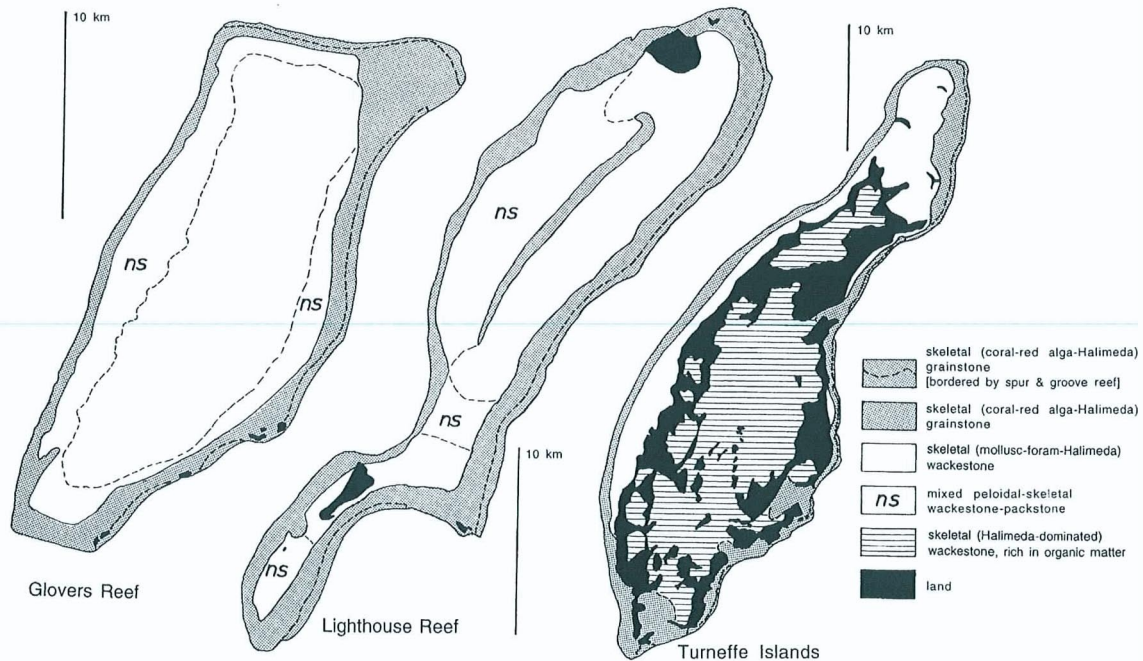 10 km
10 km
10 km
ns
ns
ns
ns
ns
10 km
Glovers Reef
Lighthouse Reef
Turneffe Islands
skeletal (coral-red alga-Halimeda)
grainstone
[bordered by spur & groove reef]
skeletal (coral-red alga-Halimeda)
grainstone
skeletal (mollusc-foram-Halimeda)
wackestone
ns
mixed peloidal-skeletal
wackestone-packstone
skeletal (Halimeda-dominated)
wackestone, rich in organic matter
land